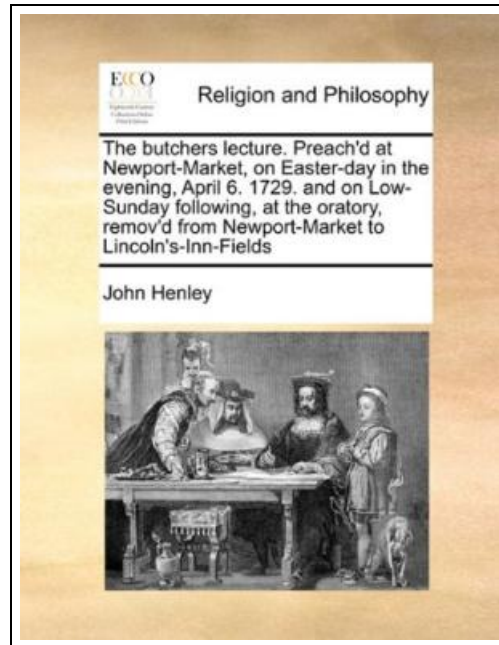 ECCO
Religion and Philosophy
The butchers lecture. Preach'd at
Newport-Market, on Easter-day in the
evening, April 6. 1729. and on Low-
Sunday following, at the oratory,
remov'd from Newport-Market to
Lincoln's-Inn-Fields
John Henley